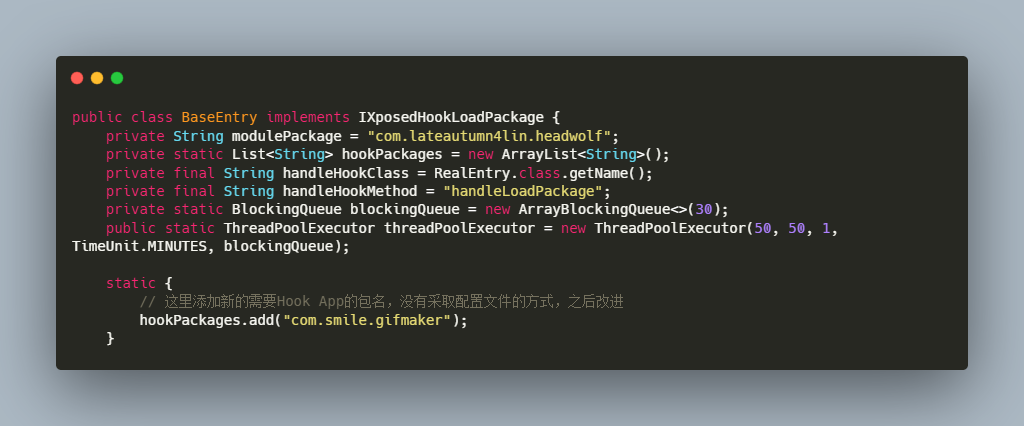 public class BaseEntry implements IXposedHookLoadPackage {
    private String modulePackage = "com.lateautumn4lin.headwolf";
    private static List<String> hookPackages = new ArrayList<String>();
    private final String handleHookClass = RealEntry.class.getName();
    private final String handleHookMethod = "handleLoadPackage";
    private static BlockingQueue blockingQueue = new ArrayBlockingQueue<>(30);
    public static ThreadPoolExecutor threadPoolExecutor = new ThreadPoolExecutor(50, 50, 1,
TimeUnit.MINUTES, blockingQueue);
    static {
        // 这里添加新的需要Hook App的包名，没有采取配置文件的方式，之后改进
        hookPackages.add("com.smile.gifmaker");
    }